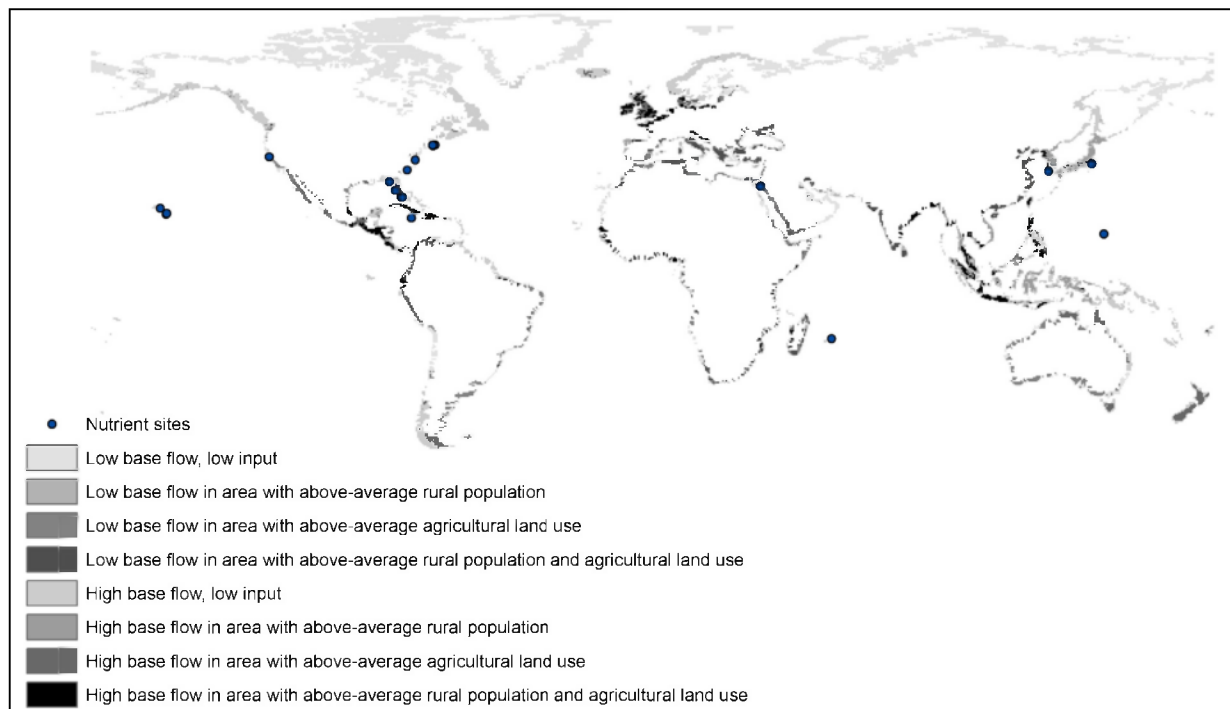 Nutrient sites
Low base flow, low input
Low base flow in area with above-average rural population
Low base flow in area with above-average agricultural land use
Low base flow in area with above-average rural population and agricultural land use
High base flow, low input
High base flow in area with above-average rural population
High base flow in area with above-average agricultural land use
High base flow in area with above-average rural population and agricultural land use